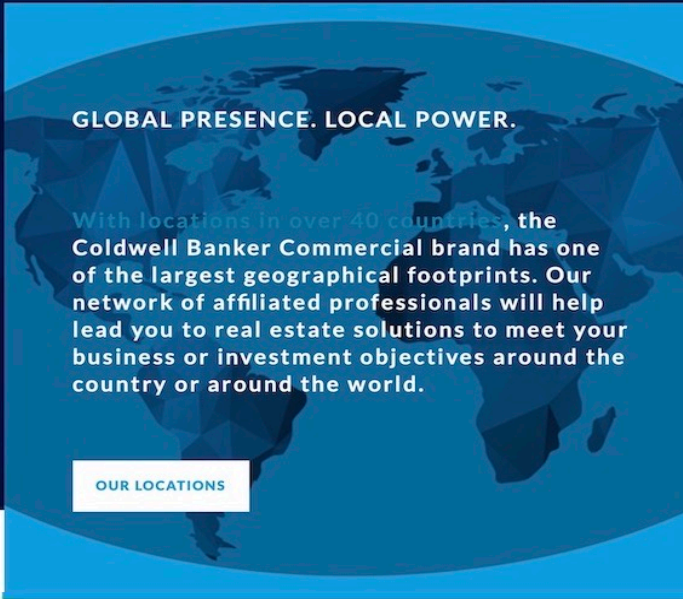 GLOBAL PRESENCE. LOCAL POWER.
With locations in over 40 countries, the
Coldwell Banker Commercial brand has one
of the largest geographical footprints. Our
network of affiliated professionals will help
lead you to real estate solutions to meet your
business or investment objectives around the
country or around the world.
OUR LOCATIONS